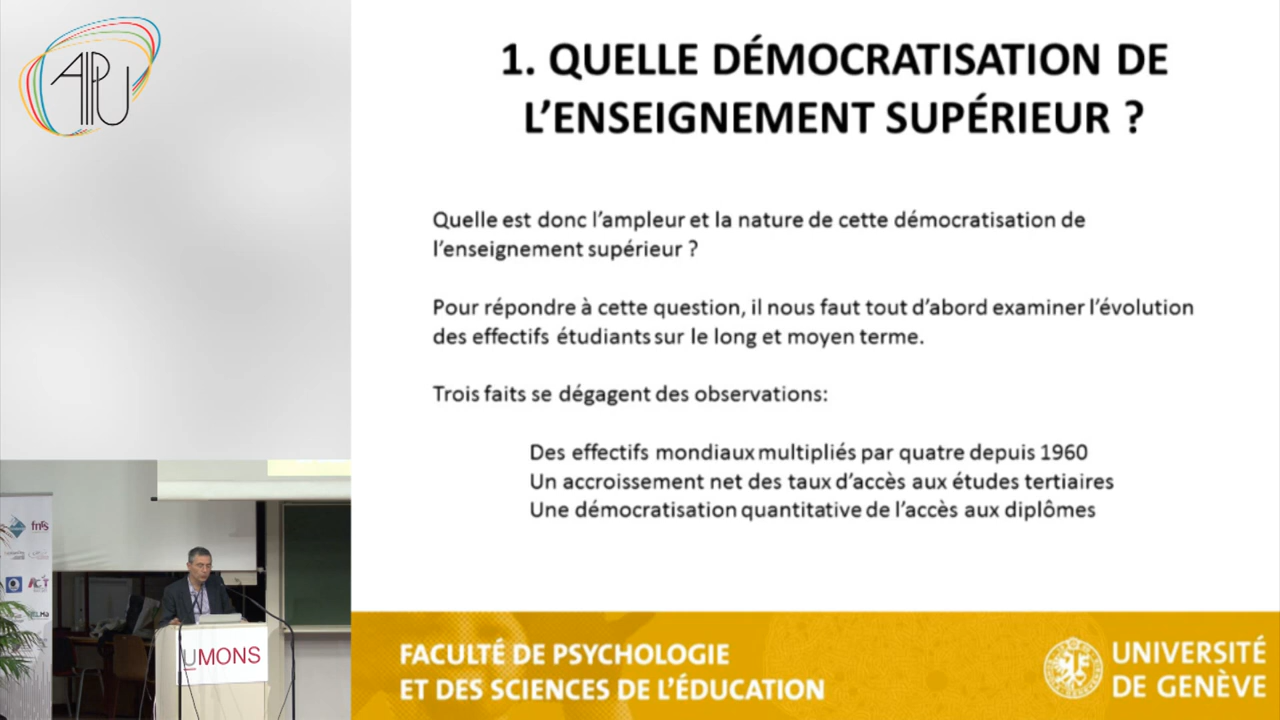 AIPU
1. QUELLE DÉMOCRATISATION DE
L'ENSEIGNEMENT SUPÉRIEUR ?
Quelle est donc l'ampleur et la nature de cette démocratisation de
l'enseignement supérieur ?
Pour répondre à cette question, il nous faut tout d'abord examiner l'évolution
des effectifs étudiants sur le long et moyen terme.
Trois faits se dégagent des observations:
Des effectifs mondiaux multipliés par quatre depuis 1960
Un accroissement net des taux d'accès aux études tertiaires
Une démocratisation quantitative de l'accès aux diplômes
fnrs
UMONS
FACULTÉ DE PSYCHOLOGIE
ET DES SCIENCES DE L'ÉDUCATION
UNIVERSITÉ
DE GENÈVE